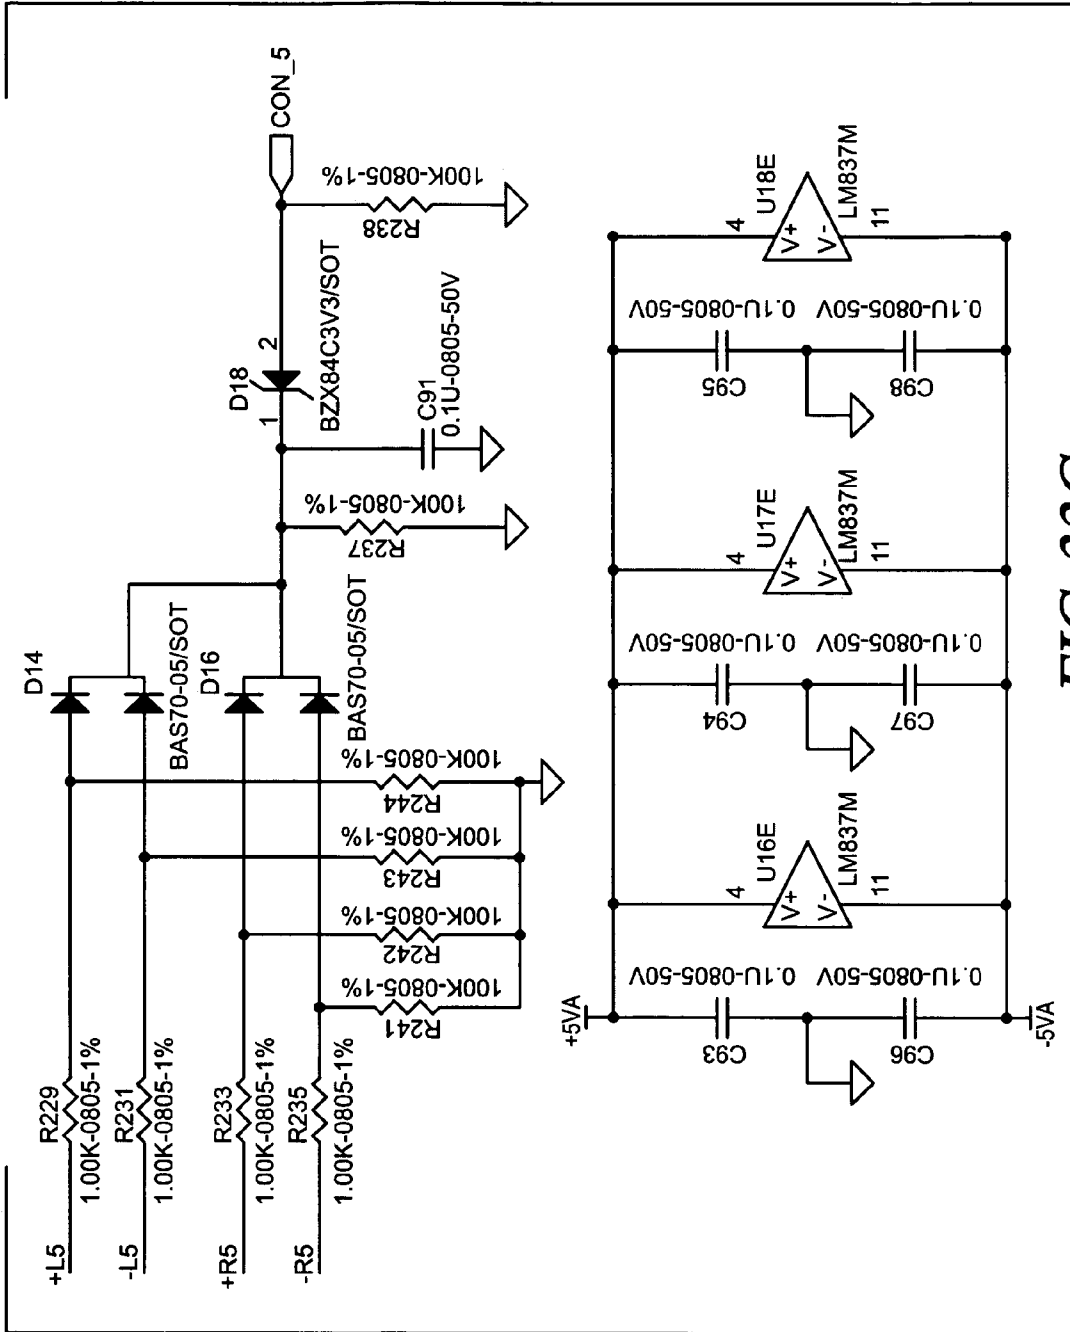 CON_5
100K-0805-1%
R238
D18
1
2
BZX84C3V3/SOT
C91
0.1U-0805-50V
100K-0805-1%
R237
D14
BAS70-05/SOT
D16
BAS70-05/SOT
100K-0805-1%
R244
100K-0805-1%
R243
100K-0805-1%
R242
100K-0805-1%
R241
R229
1.00K-0805-1%
R231
1.00K-0805-1%
R233
1.00K-0805-1%
R235
1.00K-0805-1%
+L5
-L5
+R5
-R5
+5VA
-5VA
0.1U-0805-50V
C93
0.1U-0805-50V
C96
4
U16E
V+
V-
LM837M
11
0.1U-0805-50V
C94
0.1U-0805-50V
C97
4
U17E
V+
V-
LM837M
11
0.1U-0805-50V
C95
0.1U-0805-50V
C98
4
U18E
V+
V-
LM837M
11